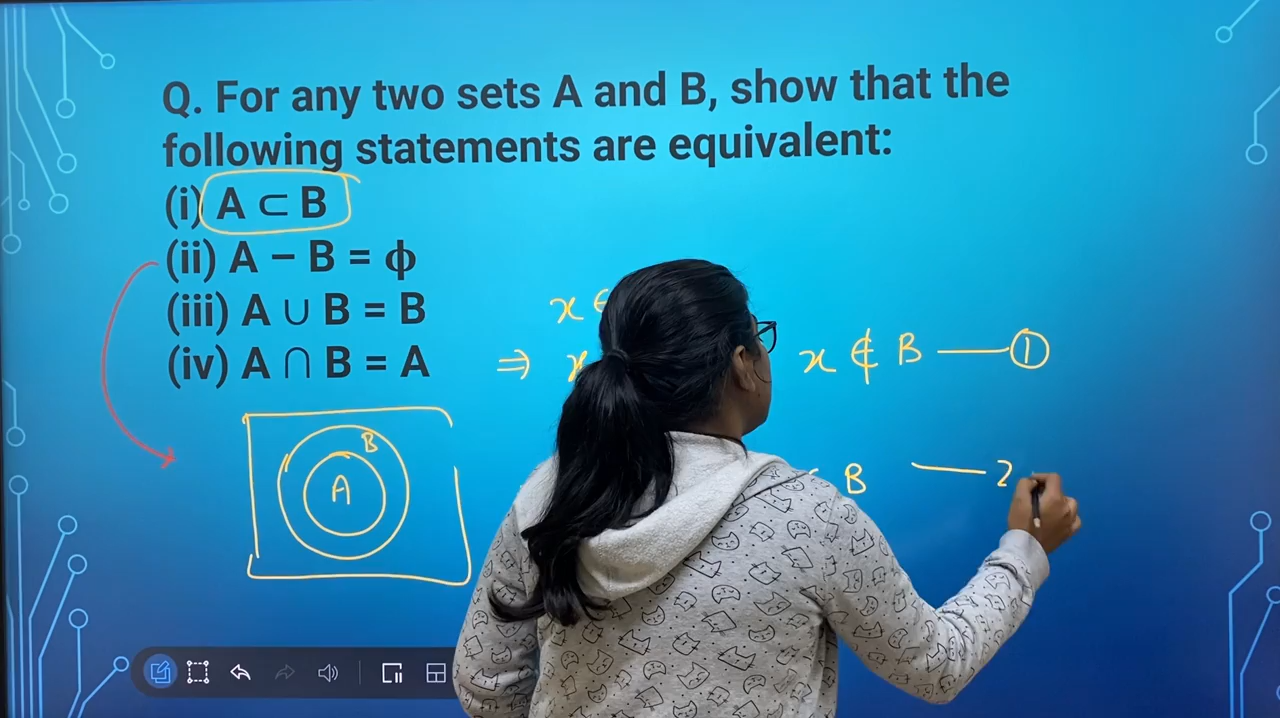 Q. For any two sets A and B, show that the
following statements are equivalent:
(i) A ⊂ B
(ii) A – B = ϕ
(iii) A ∪ B = B
(iv) A ∩ B = A
x ∈
⇒ x
x ∉ B — ①
B — 2
B
A